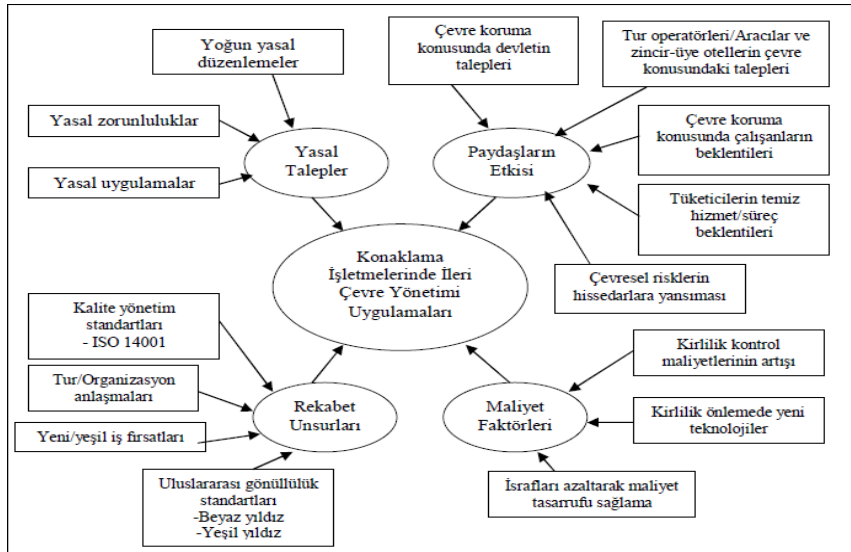 Yoğun yasal
düzenlemeler
Çevre koruma
konusunda devletin
talepleri
Tur operatörleri/Aracılar ve
zincir-üye otellerin çevre
konusundaki talepleri
Yasal zorunluluklar
Yasal
Talepler
Paydaşların
Etkisi
Çevre koruma
konusunda çalışanların
beklentileri
Yasal uygulamalar
Tüketicilerin temiz
hizmet/süreç
beklentileri
Konaklama
İşletmelerinde İleri
Çevre Yönetimi
Uygulamaları
Çevresel risklerin
hissedarlara yansıması
Kalite yönetim
standartları
- ISO 14001
Kirlilik kontrol
maliyetlerinin artışı
Tur/Organizasyon
anlaşmaları
Rekabet
Unsurları
Maliyet
Faktörleri
Kirlilik önlemede yeni
teknolojiler
Yeni/yeşil iş fırsatları
Uluslararası gönüllülük
standartları
-Beyaz yıldız
-Yeşil yıldız
İsrafları azaltarak maliyet
tasarrufu sağlama